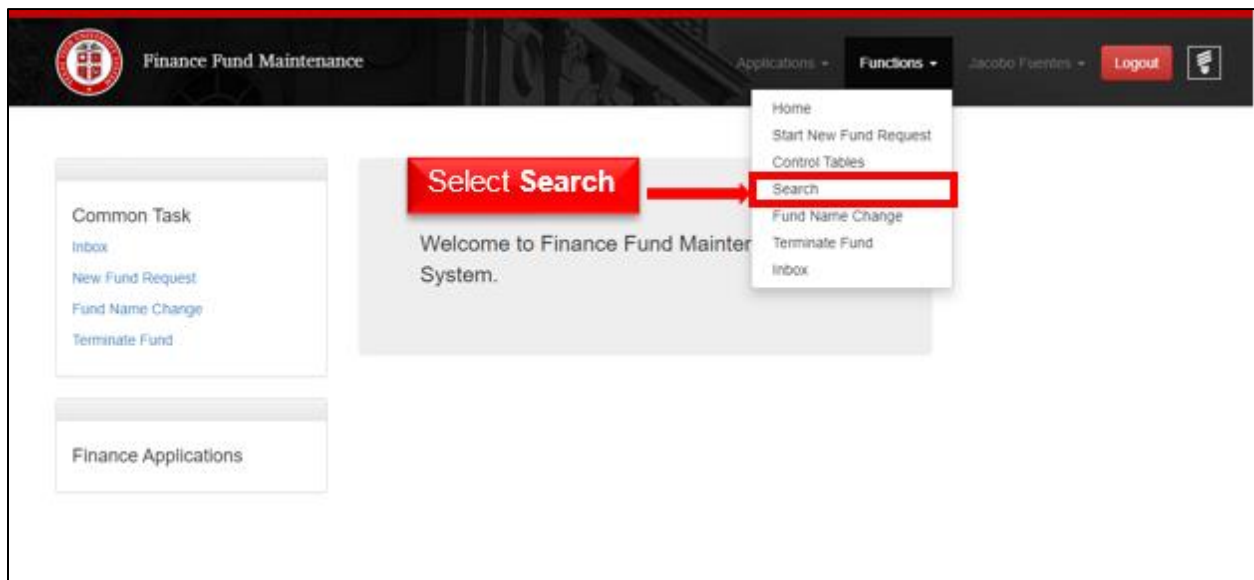 Finance Fund Maintenance
Applications
Functions
Jacobo Fuentes
Logout
Home
Start New Fund Request
Control Tables
Search
Fund Name Change
Terminate Fund
Inbox
Select Search
Welcome to Finance Fund Mainten
System.
Common Task
Inbox
New Fund Request
Fund Name Change
Terminate Fund
Finance Applications